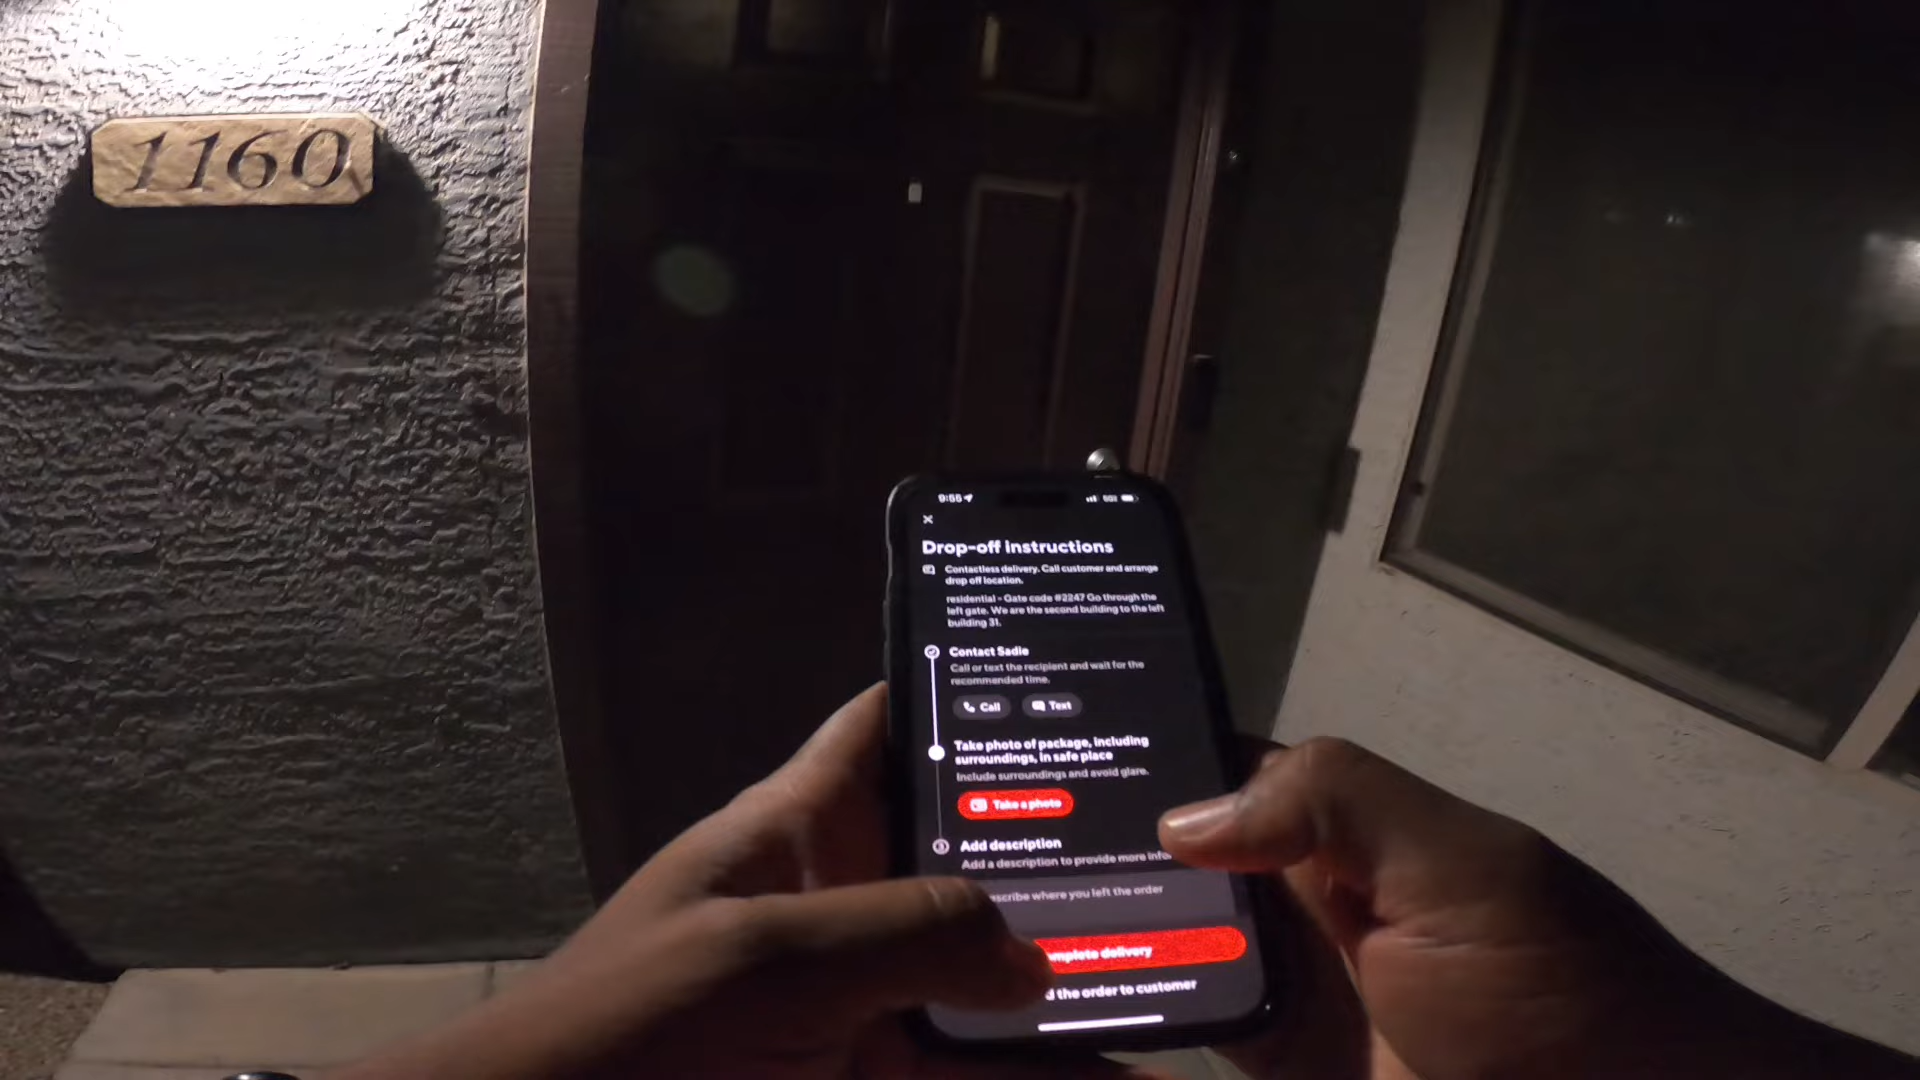 1160
9:55
Drop-off instructions
Contactless delivery. Call customer and arrange
drop off location.
residential - Gate code #2247 Go through the
left gate. We are the second building to the left
building 31.
Contact Sadie
Call or text the recipient and wait for the
recommended time.
Call
Text
Take photo of package, including
surroundings, in safe place
Include surroundings and avoid glare.
Take a photo
3
Add description
Add a description to provide more info
scribe where you left the order
mplete delivery
d the order to customer